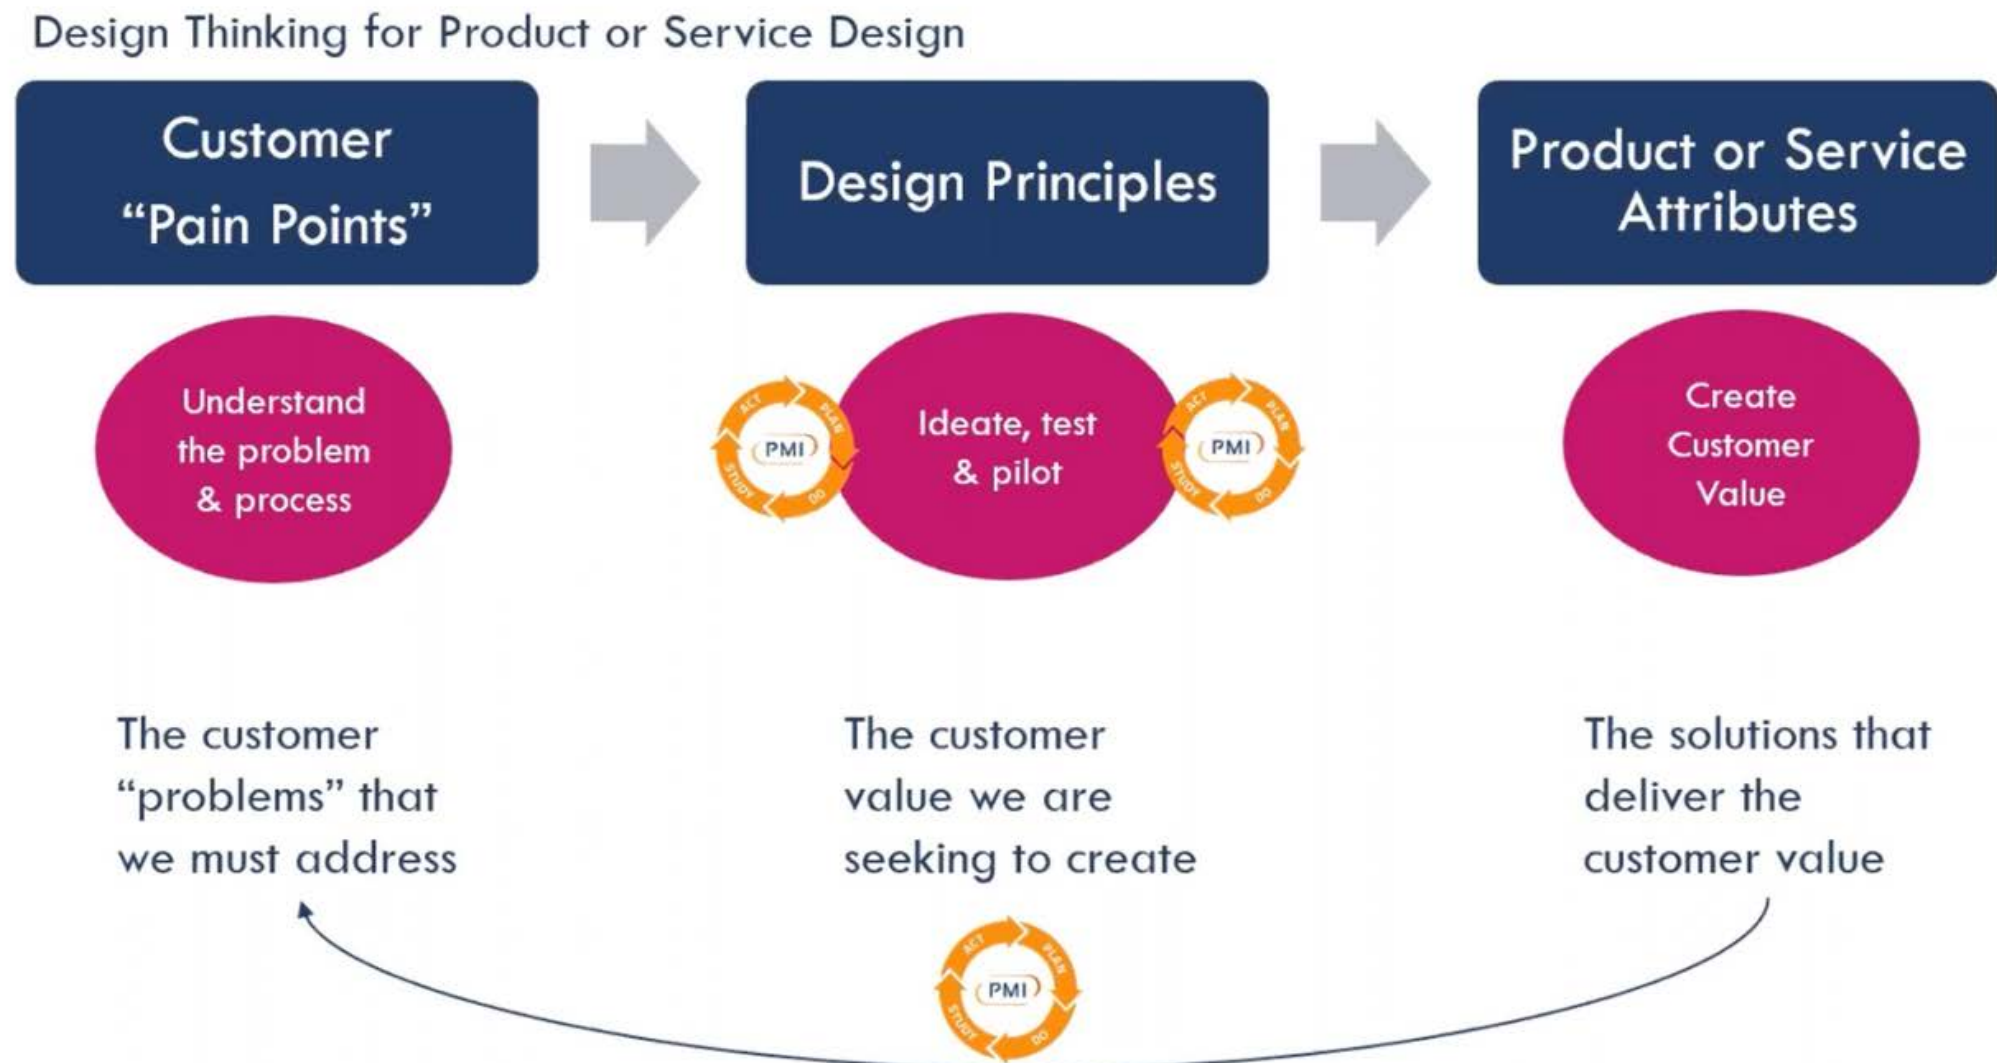 Design Thinking for Product or Service Design
Customer
“Pain Points”
Design Principles
Product or Service
Attributes
Understand
the problem
& process
ACT
PLAN
DO
STUDY
PMI
Ideate, test
& pilot
ACT
PLAN
DO
STUDY
PMI
Create
Customer
Value
The customer
“problems” that
we must address
The customer
value we are
seeking to create
The solutions that
deliver the
customer value
ACT
PLAN
DO
STUDY
PMI